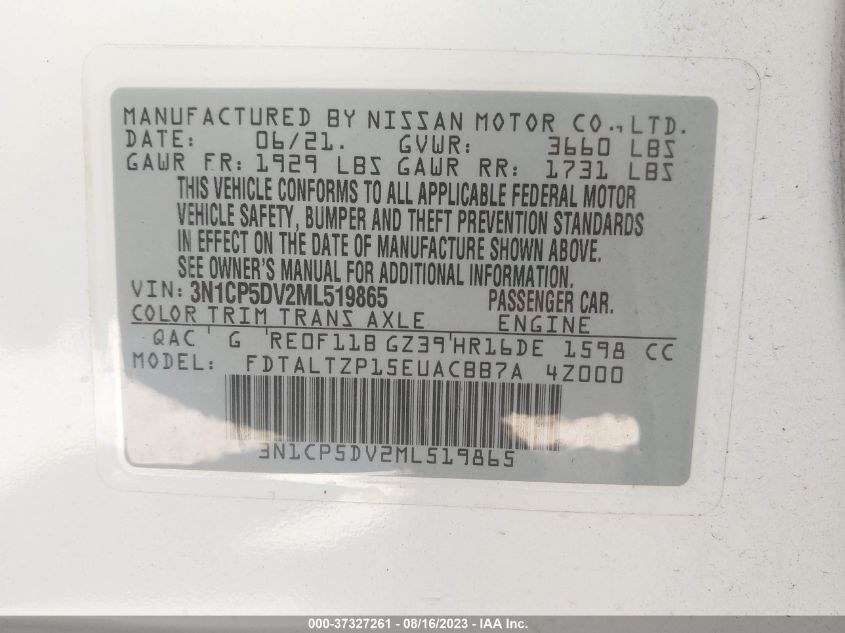 MANUFACTURED BY NISSAN MOTOR CO., LTD.
DATE: 06/21. GVWR: 3660 LBS
GAWR FR: 1929 LBS GAWR RR: 1731 LBS
THIS VEHICLE CONFORMS TO ALL APPLICABLE FEDERAL MOTOR
VEHICLE SAFETY, BUMPER AND THEFT PREVENTION STANDARDS
IN EFFECT ON THE DATE OF MANUFACTURE SHOWN ABOVE.
SEE OWNER'S MANUAL FOR ADDITIONAL INFORMATION.
VIN: 3N1CP5DV2ML519865 PASSENGER CAR.
COLOR TRIM TRANS AXLE ENGINE
QAC ' G 'RE0F11B GZ39'HR16DE 1598 CC
MODEL: FDTALTZP15EUACBB7A 4Z000
3N1CP5DV2ML519865
000-37327261 - 08/16/2023 - IAA Inc.